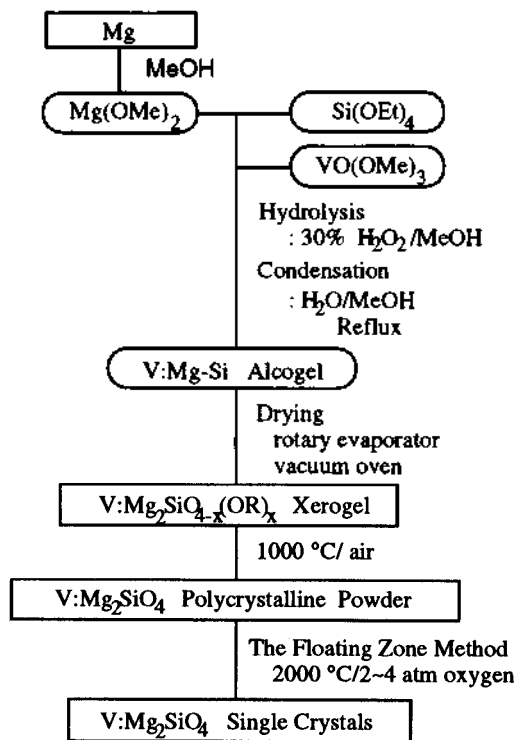 Mg
MeOH
Mg(OMe)₂
Si(OEt)₄
VO(OMe)₃
Hydrolysis
: 30% H₂O₂/MeOH
Condensation
: H₂O/MeOH
Reflux
V:Mg-Si Alcogel
Drying
rotary evaporator
vacuum oven
V:Mg₂SiO₄₋ₓ(OR)ₓ Xerogel
1000 °C/ air
V:Mg₂SiO₄ Polycrystalline Powder
The Floating Zone Method
2000 °C/2~4 atm oxygen
V:Mg₂SiO₄ Single Crystals